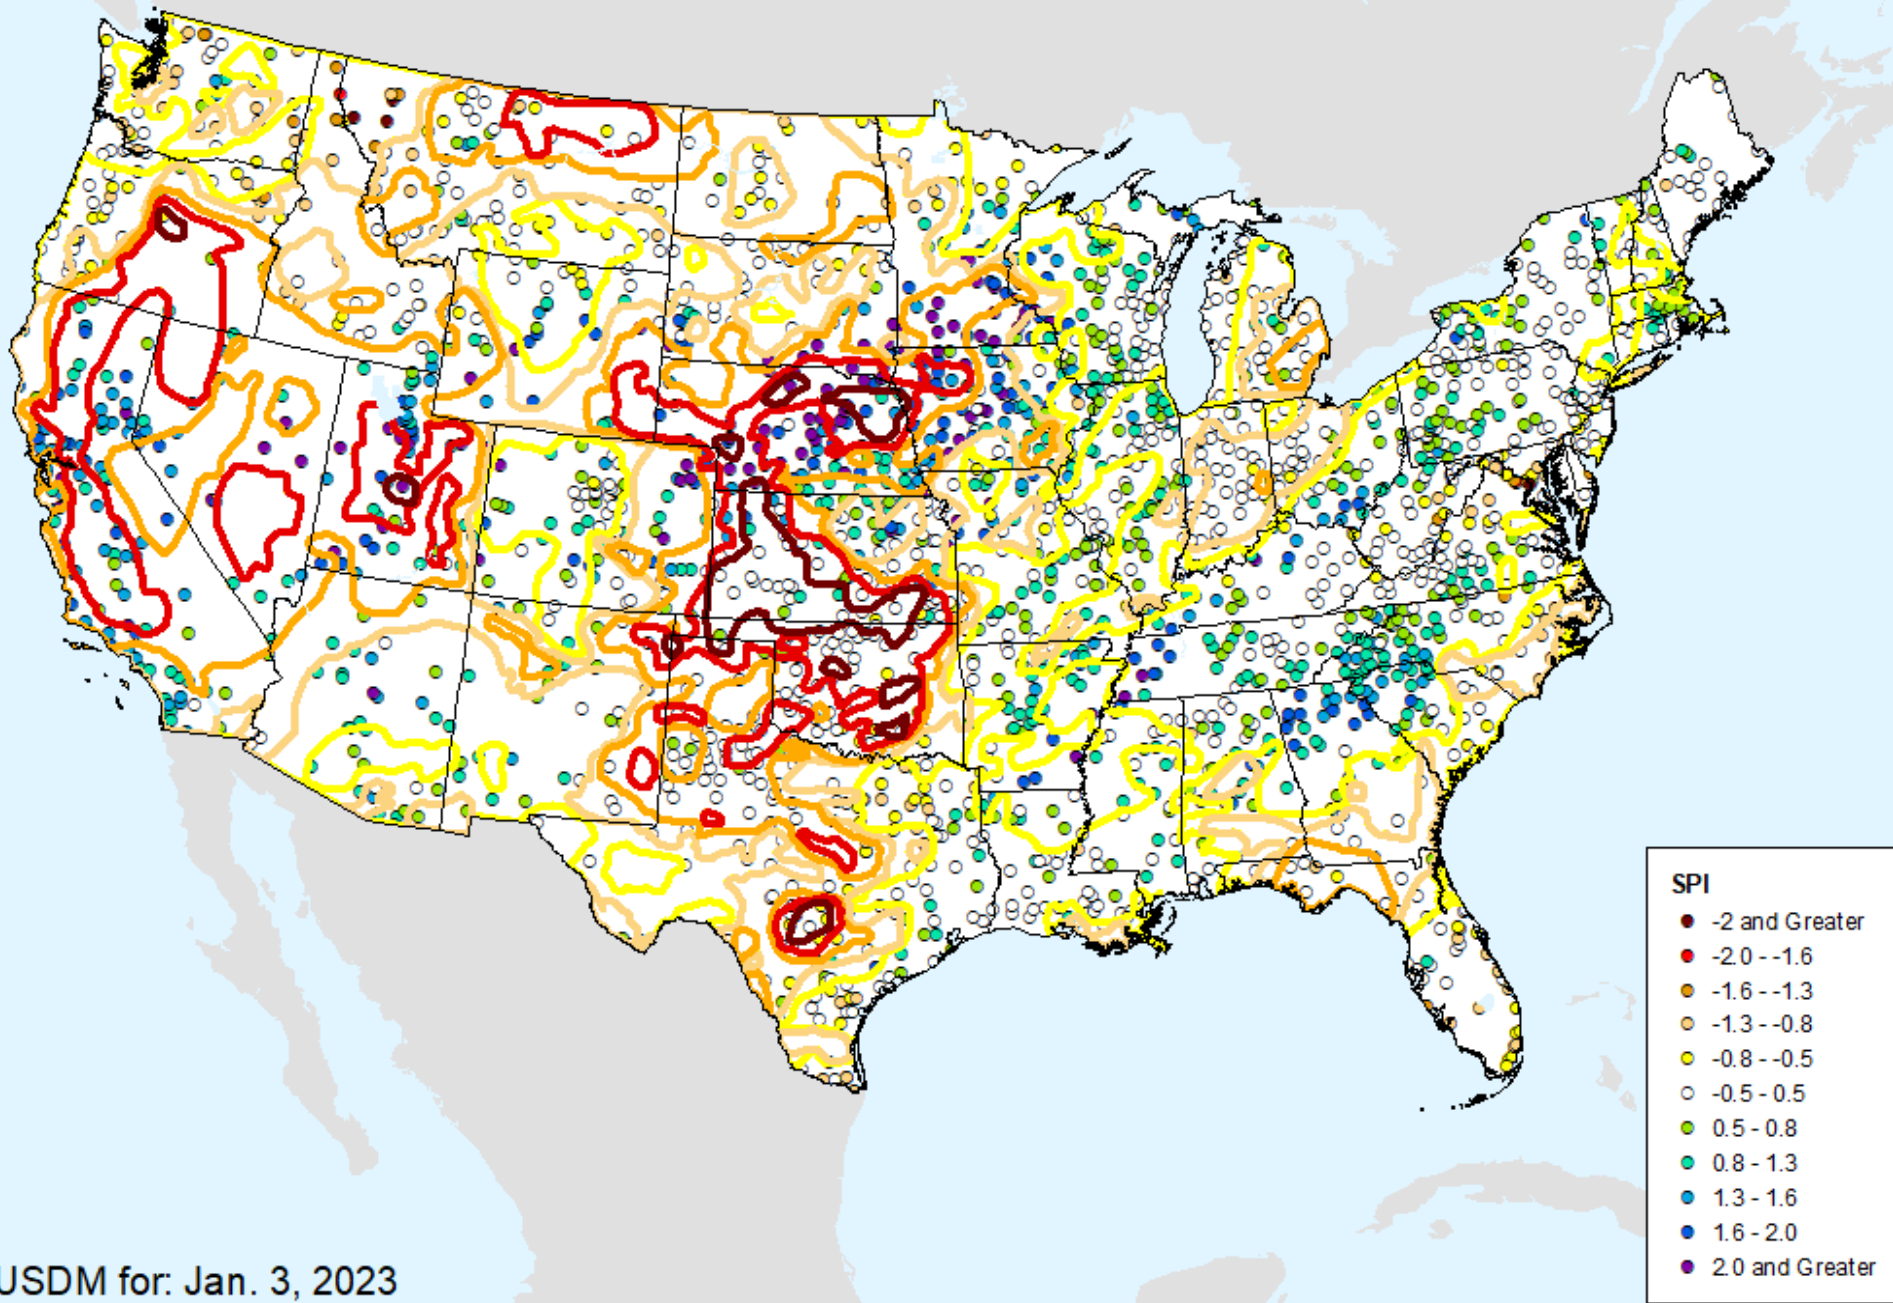 SPI
-2 and Greater
-2.0 - -1.6
-1.6 - -1.3
-1.3 - -0.8
-0.8 - -0.5
-0.5 - 0.5
0.5 - 0.8
0.8 - 1.3
1.3 - 1.6
1.6 - 2.0
2.0 and Greater
USDM for: Jan. 3, 2023